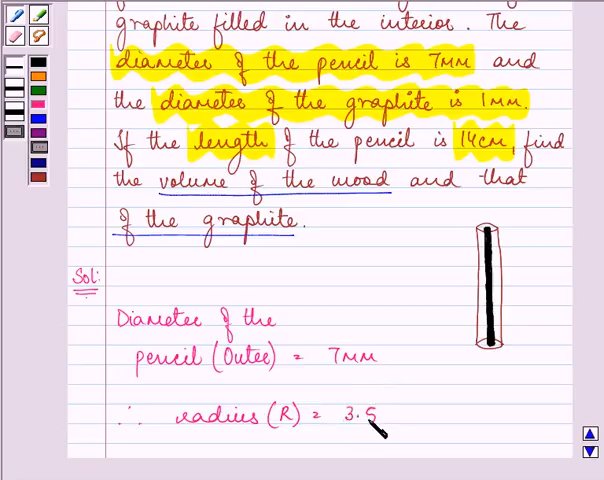 graphite filled in the interior. The
diameter of the pencil is 7MM and
the diameter of the graphite is 1MM.
If the length of the pencil is 14cm, find
the volume of the wood and that
of the graphite.
Sol:
Diameter of the
pencil (Outer) = 7MM
∴ radius (R) = 3.5